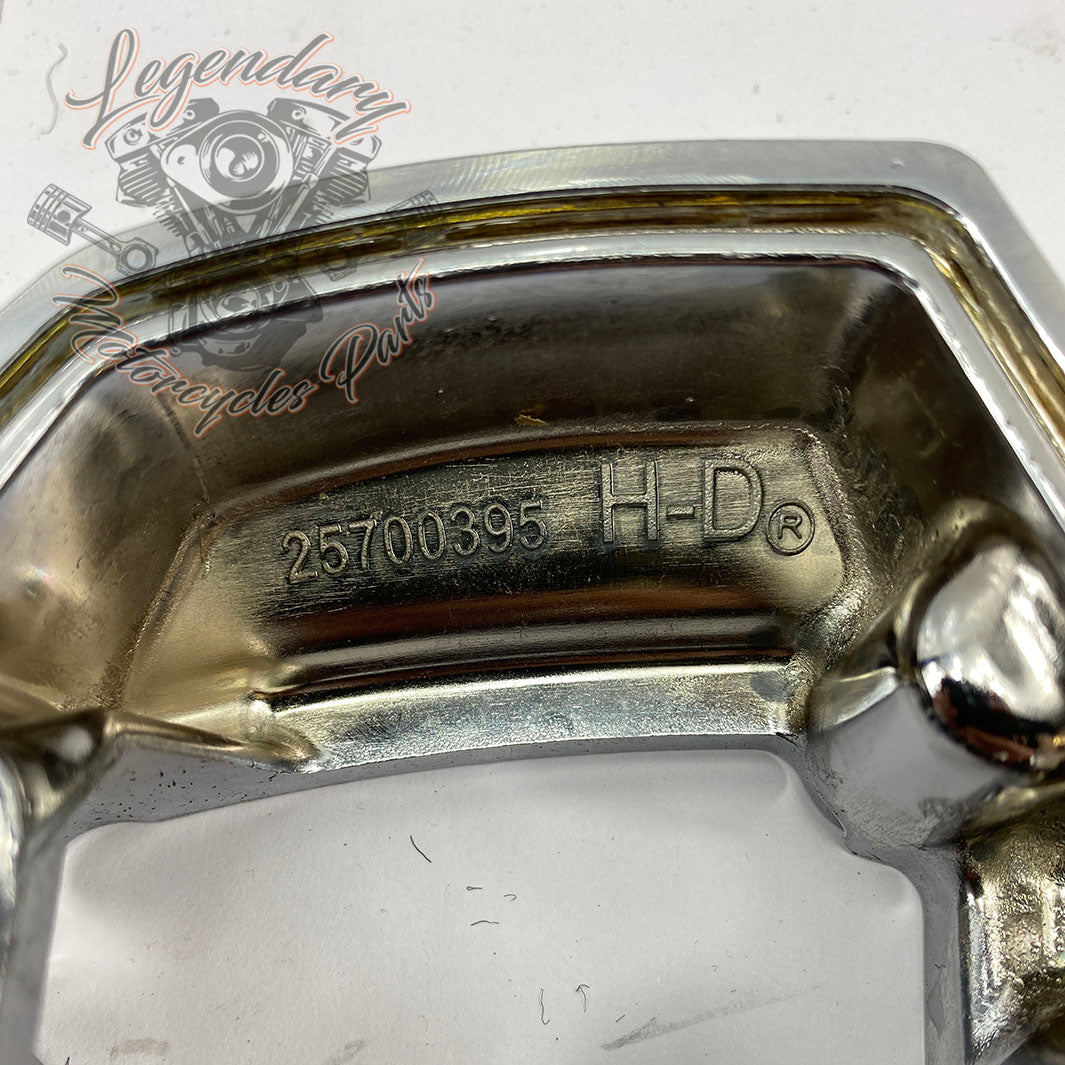 Legendary
Motorcycles Parts
25700395 H-D®